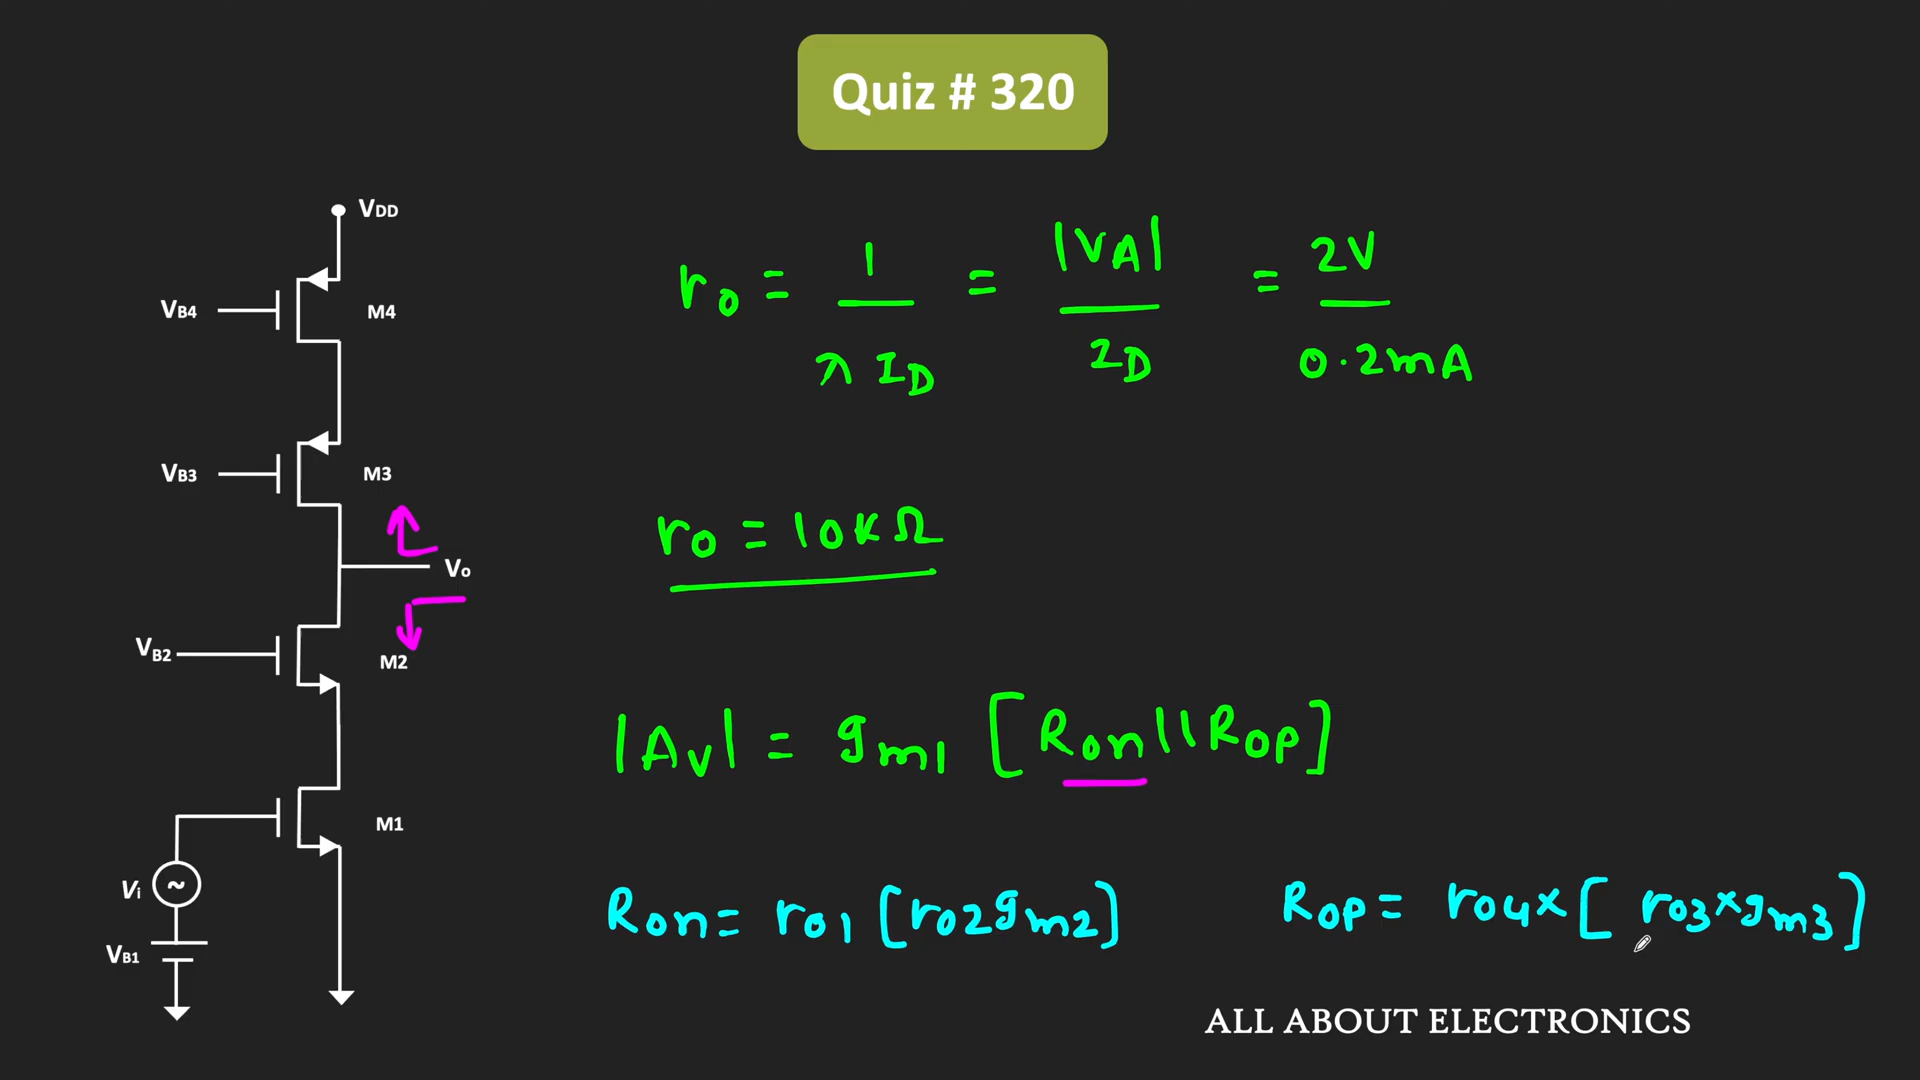 Quiz # 320
VDD
VB4
M4
VB3
M3
Vo
VB2
M2
M1
Vi
VB1
ro = 1 / λ ID = |VA| / ID = 2V / 0.2mA
ro = 10KΩ
|Av| = gm1 [Ron||Rop]
Ron = ro1 [ro2gm2]
Rop = ro4 × [ro3×gm3]
ALL ABOUT ELECTRONICS